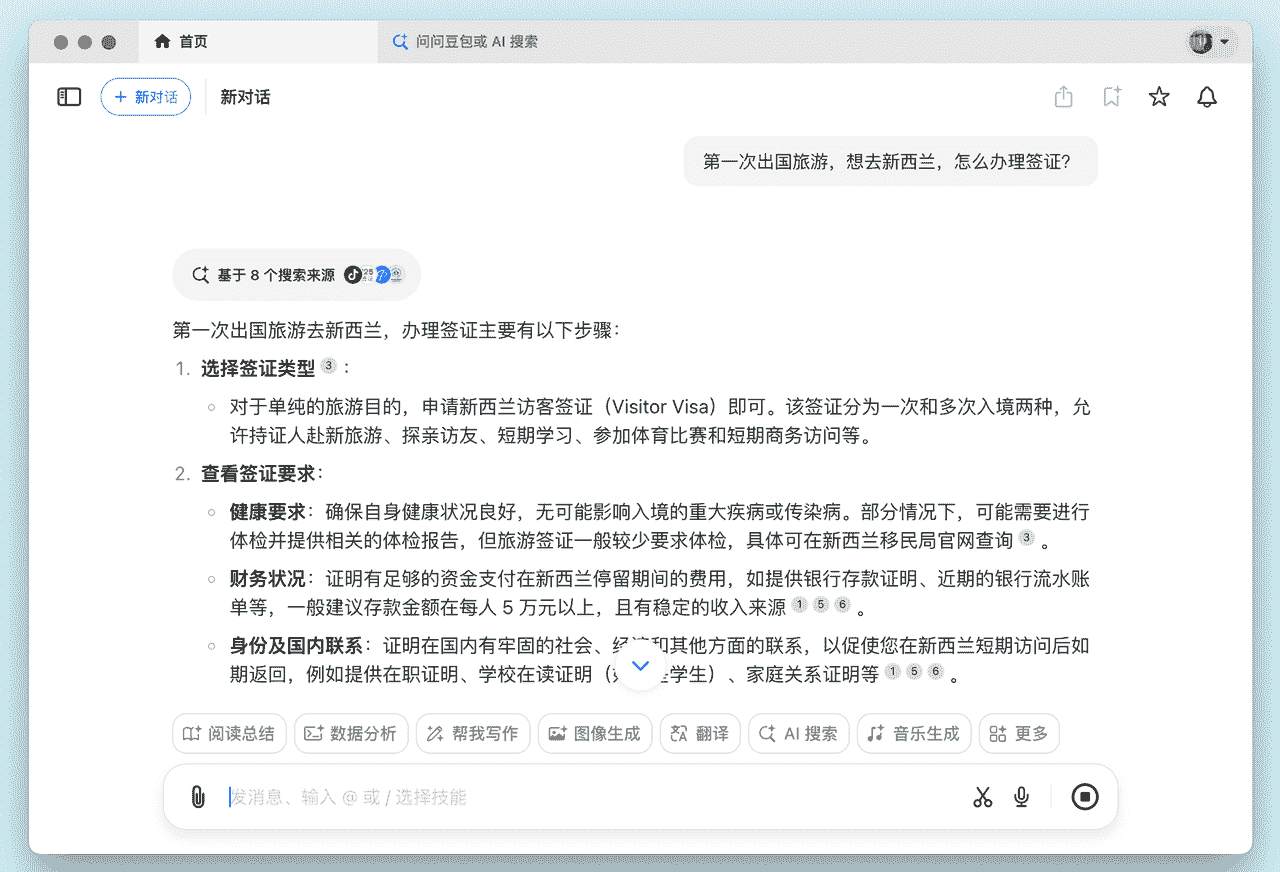 首页
问问豆包或 AI 搜索
新对话
新对话
第一次出国旅游，想去新西兰，怎么办理签证？
基于 8 个搜索来源
第一次出国旅游去新西兰，办理签证主要有以下步骤：
1. 选择签证类型 3 ：
对于单纯的旅游目的，申请新西兰访客签证（Visitor Visa）即可。该签证分为一次和多次入境两种，允
许持证人赴新旅游、探亲访友、短期学习、参加体育比赛和短期商务访问等。
2. 查看签证要求：
健康要求：确保自身健康状况良好，无可能影响入境的重大疾病或传染病。部分情况下，可能需要进行
体检并提供相关的体检报告，但旅游签证一般较少要求体检，具体可在新西兰移民局官网查询 3 。
财务状况：证明有足够的资金支付在新西兰停留期间的费用，如提供银行存款证明、近期的银行流水账
单等，一般建议存款金额在每人 5 万元以上，且有稳定的收入来源 1 5 6 。
身份及国内联系：证明在国内有牢固的社会、经济和其他方面的联系，以促使您在新西兰短期访问后如
期返回，例如提供在职证明、学校在读证明（学生）、家庭关系证明等 1 5 6 。
阅读总结
数据分析
帮我写作
图像生成
翻译
AI 搜索
音乐生成
更多
发消息、输入 @ 或 / 选择技能